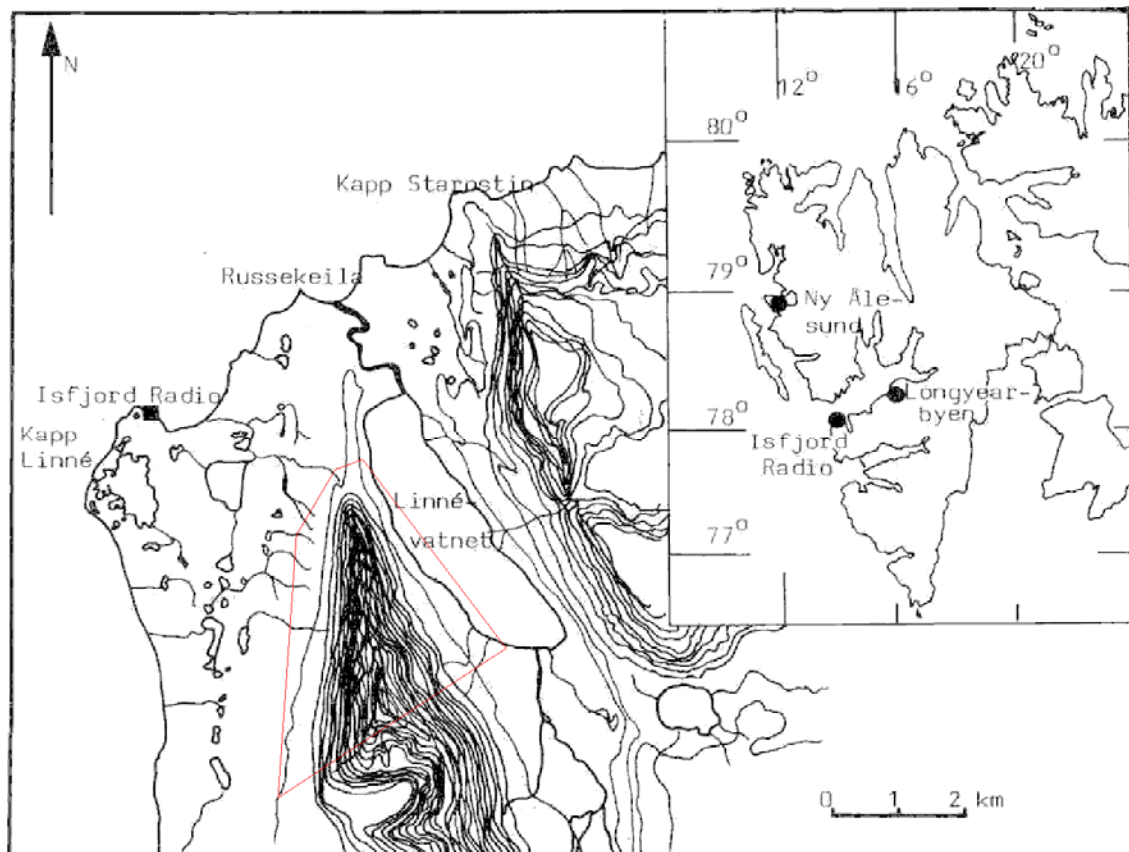 N
Kapp Starostin
Russekeila
Isfjord Radio
Kapp
Linné
Linné-
vatnet
0 1 2 km
12° 6° 20°
80°
79°
78°
77°
Ny Åle-
sund
Longyear-
byen
Isfjord
Radio